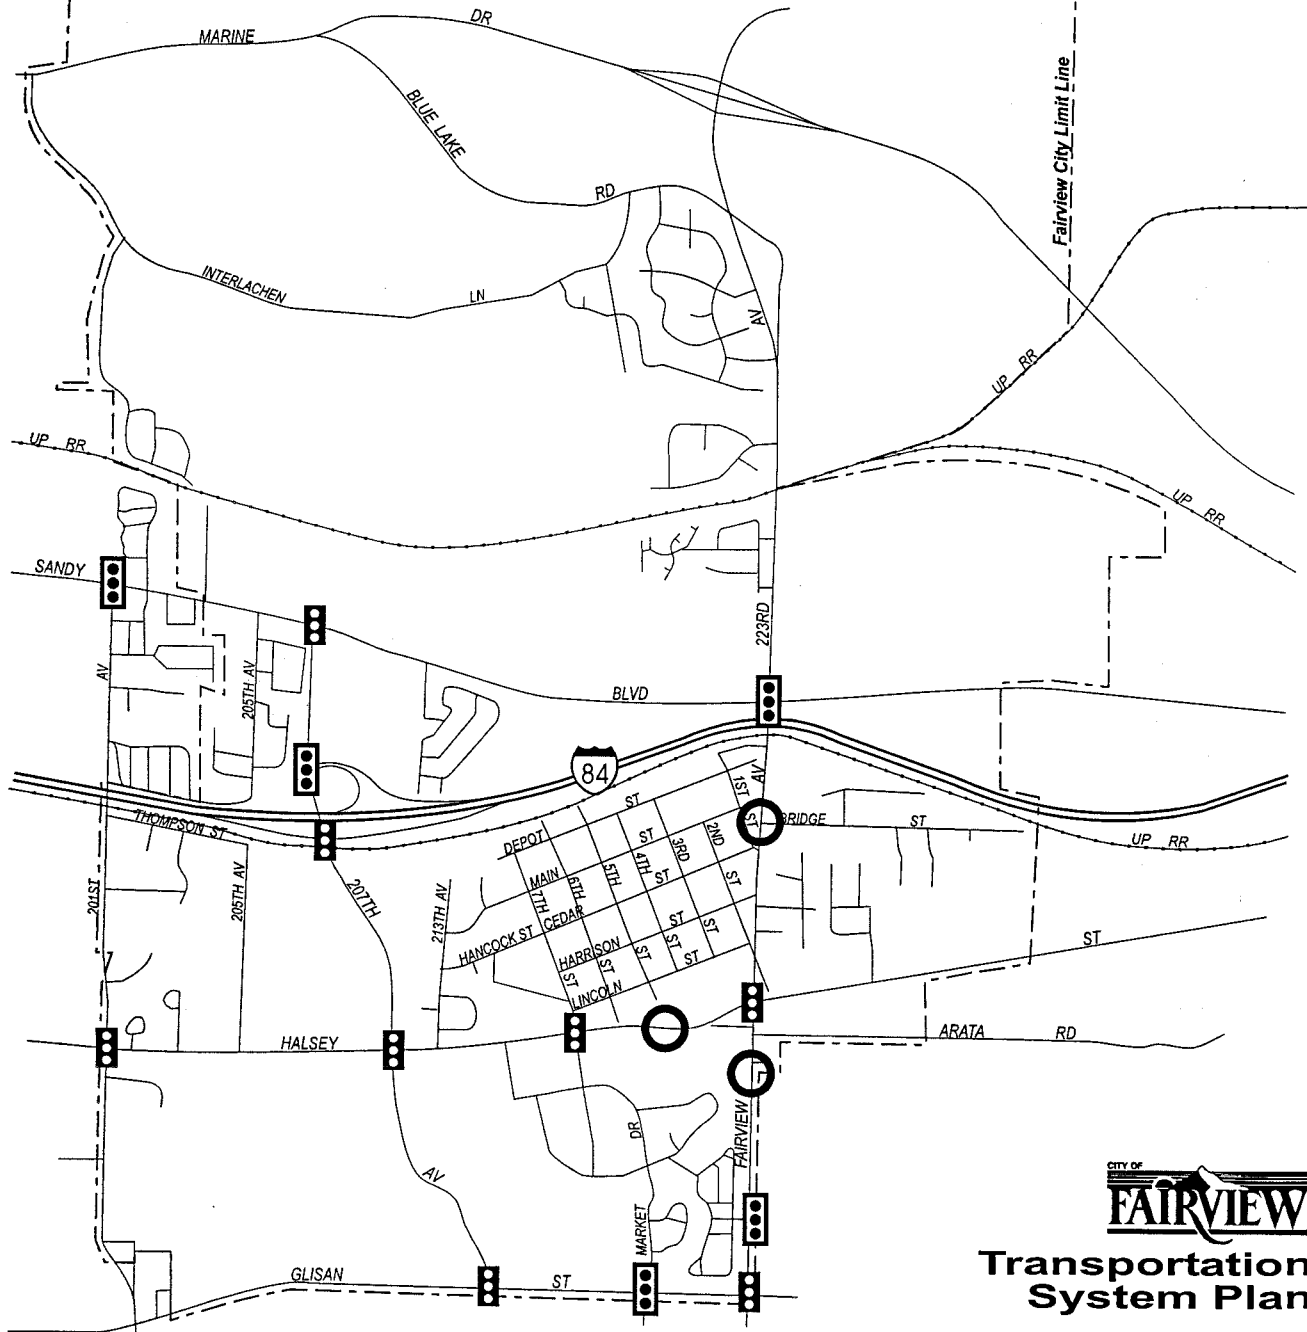 DR
MARINE
BLUE LAKE
RD
Fairview City Limit Line
INTERLACHEN
LN
AV
UP RR
UP RR
UP RR
SANDY
223RD
AV
205TH AV
BLVD
84
AV
1ST
ST
ST
DEPOT
THOMPSON ST
BRIDGE
ST
UP RR
2ND
ST
3RD
4TH
5TH
6TH
7TH
MAIN
ST
ST
CEDAR
201ST
205TH AV
207TH
213TH AV
HANCOCK ST
HARRISON
ST
ST
ST
ST
ST
ST
ST
LINCOLN
ST
HALSEY
ARATA
RD
FAIRVIEW
DR
AV
MARKET
GLISAN
ST
CITY OF
FAIRVIEW
Transportation
System Plan